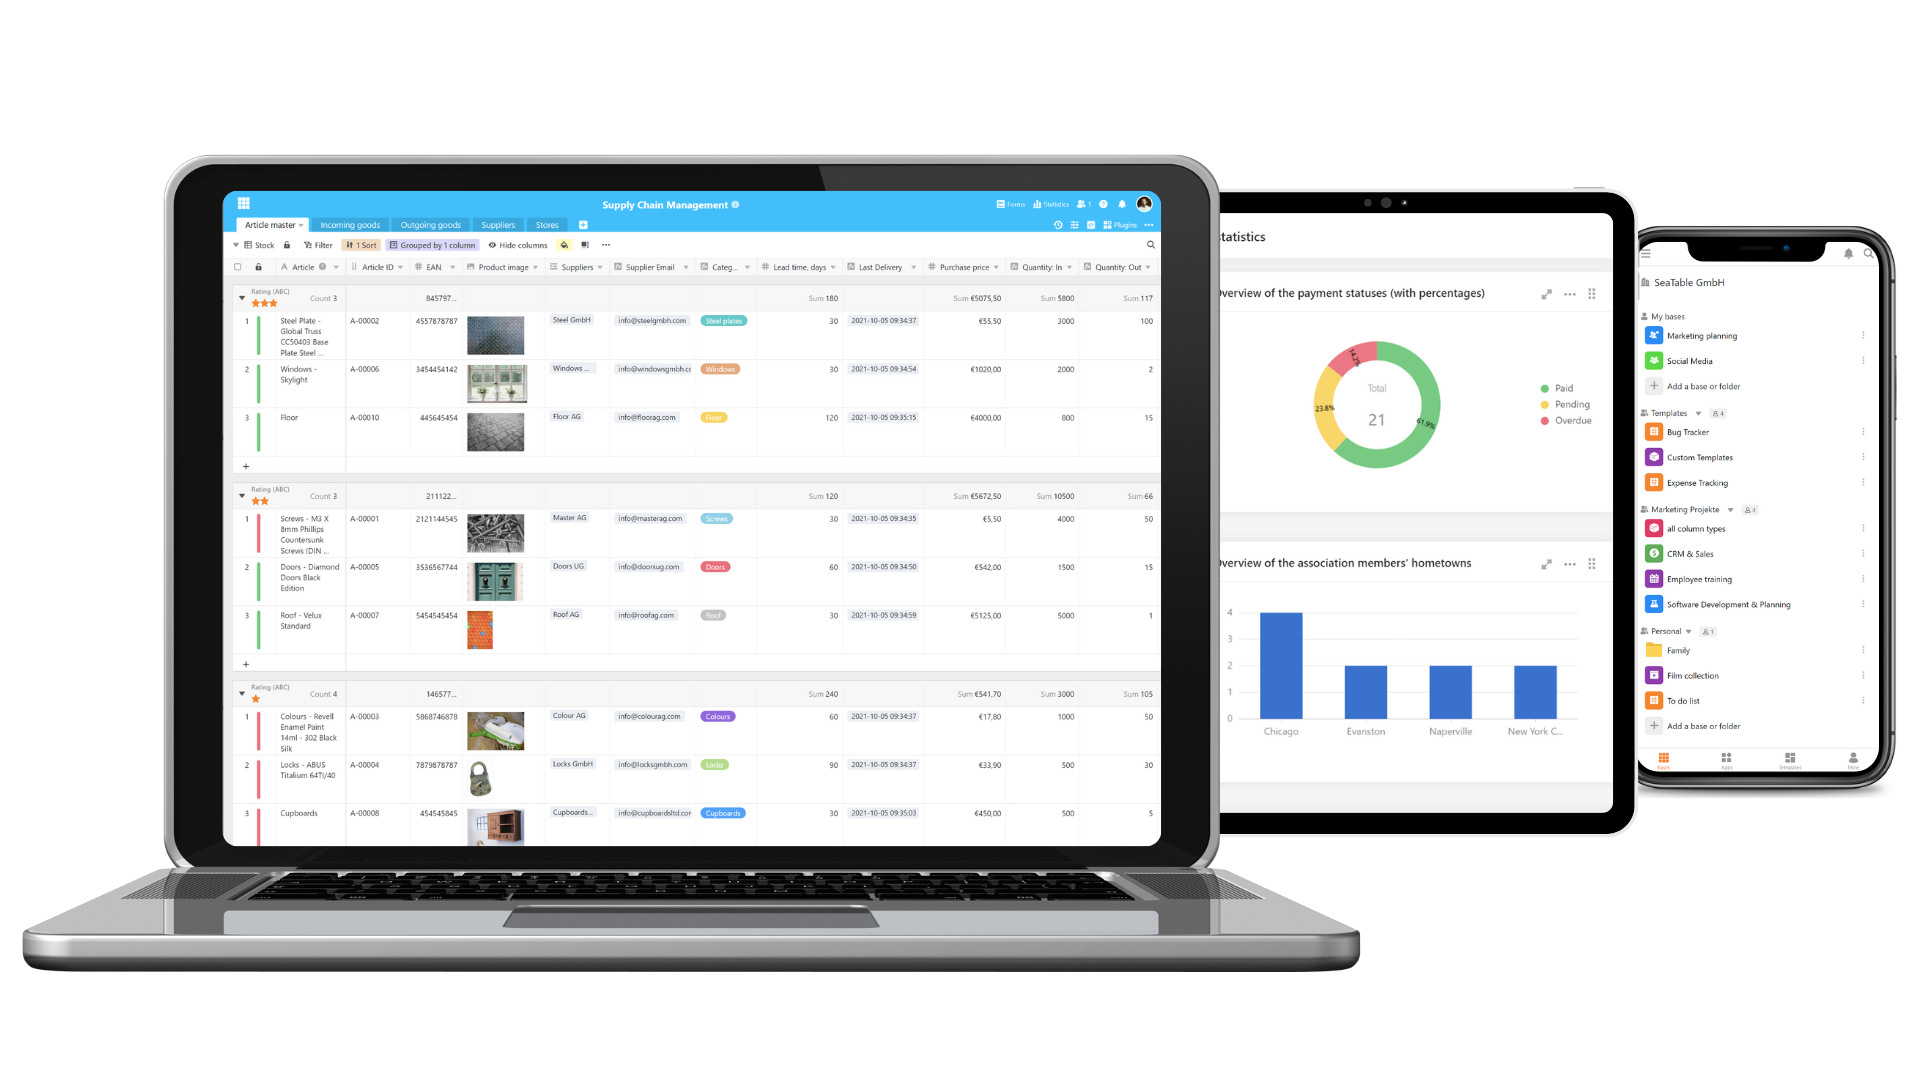 Supply Chain Management
Forms Statistics 1
Article master Incoming goods Outgoing goods Suppliers Stores
Plugins
Stock Filter 1 Sort Grouped by 1 column Hide columns
Article Article ID EAN Product image Suppliers Supplier Email Categ... Lead time, days Last Delivery Purchase price Quantity: In Quantity: Out
Rating (ABC)
Count 3 845797... Sum 180 Sum €5075,50 Sum 5800 Sum 117
1 Steel Plate - A-00002 4557878787 Steel GmbH info@steelgmbh.com Steel plates 30 2021-10-05 09:34:37 €55,50 3000 100
Global Truss
CC50403 Base
Plate Steel ...
2 Windows - A-00006 3454454142 Windows ... info@windowsgmbh.cc Windows 30 2021-10-05 09:34:54 €1020,00 2000 2
Skylight
3 Floor A-00010 445645454 Floor AG info@floorag.com Floor 120 2021-10-05 09:35:15 €4000,00 800 15
+
Rating (ABC)
Count 3 211122... Sum 120 Sum €5672,50 Sum 10500 Sum 66
1 Screws - M3 X A-00001 2121144545 Master AG info@masterag.com Screws 30 2021-10-05 09:34:35 €5,50 4000 50
8mm Phillips
Countersunk
Screws (DIN ...
2 Doors - Diamond A-00005 3536567744 Doors UG info@doorsug.com Doors 60 2021-10-05 09:34:50 €542,00 1500 15
Doors Black
Edition
3 Roof - Velux A-00007 5454545454 Roof AG info@roofag.com Roof 30 2021-10-05 09:34:59 €5125,00 5000 1
Standard
+
Rating (ABC)
Count 4 146577... Sum 240 Sum €541,70 Sum 3000 Sum 105
1 Colours - Revell A-00003 5868746878 Colour AG info@colourag.com Colours 60 2021-10-05 09:34:37 €17,80 1000 50
Enamel Paint
14ml - 302 Black
Silk
2 Locks - ABUS A-00004 7879878787 Locks GmbH info@locksgmbh.com Locks 90 2021-10-05 09:34:37 €33,90 500 30
Titalium 64TI/40
3 Cupboards A-00008 454545845 Cupboards... info@cupboardsltd.cor Cupboards 30 2021-10-05 09:35:03 €450,00 500 5
tatistics
Overview of the payment statuses (with percentages)
14.2%
23.8%
61.9%
Total
21
Paid
Pending
Overdue
Overview of the association members' hometowns
4
3
2
1
0
Chicago Evanston Naperville New York C...
SeaTable GmbH
My bases
Marketing planning
Social Media
Add a base or folder
Templates 4
Bug Tracker
Custom Templates
Expense Tracking
Marketing Projekte 4
all column types
CRM & Sales
Employee training
Software Development & Planning
Personal 1
Family
Film collection
To do list
Add a base or folder
Bases Apps Templates Mine